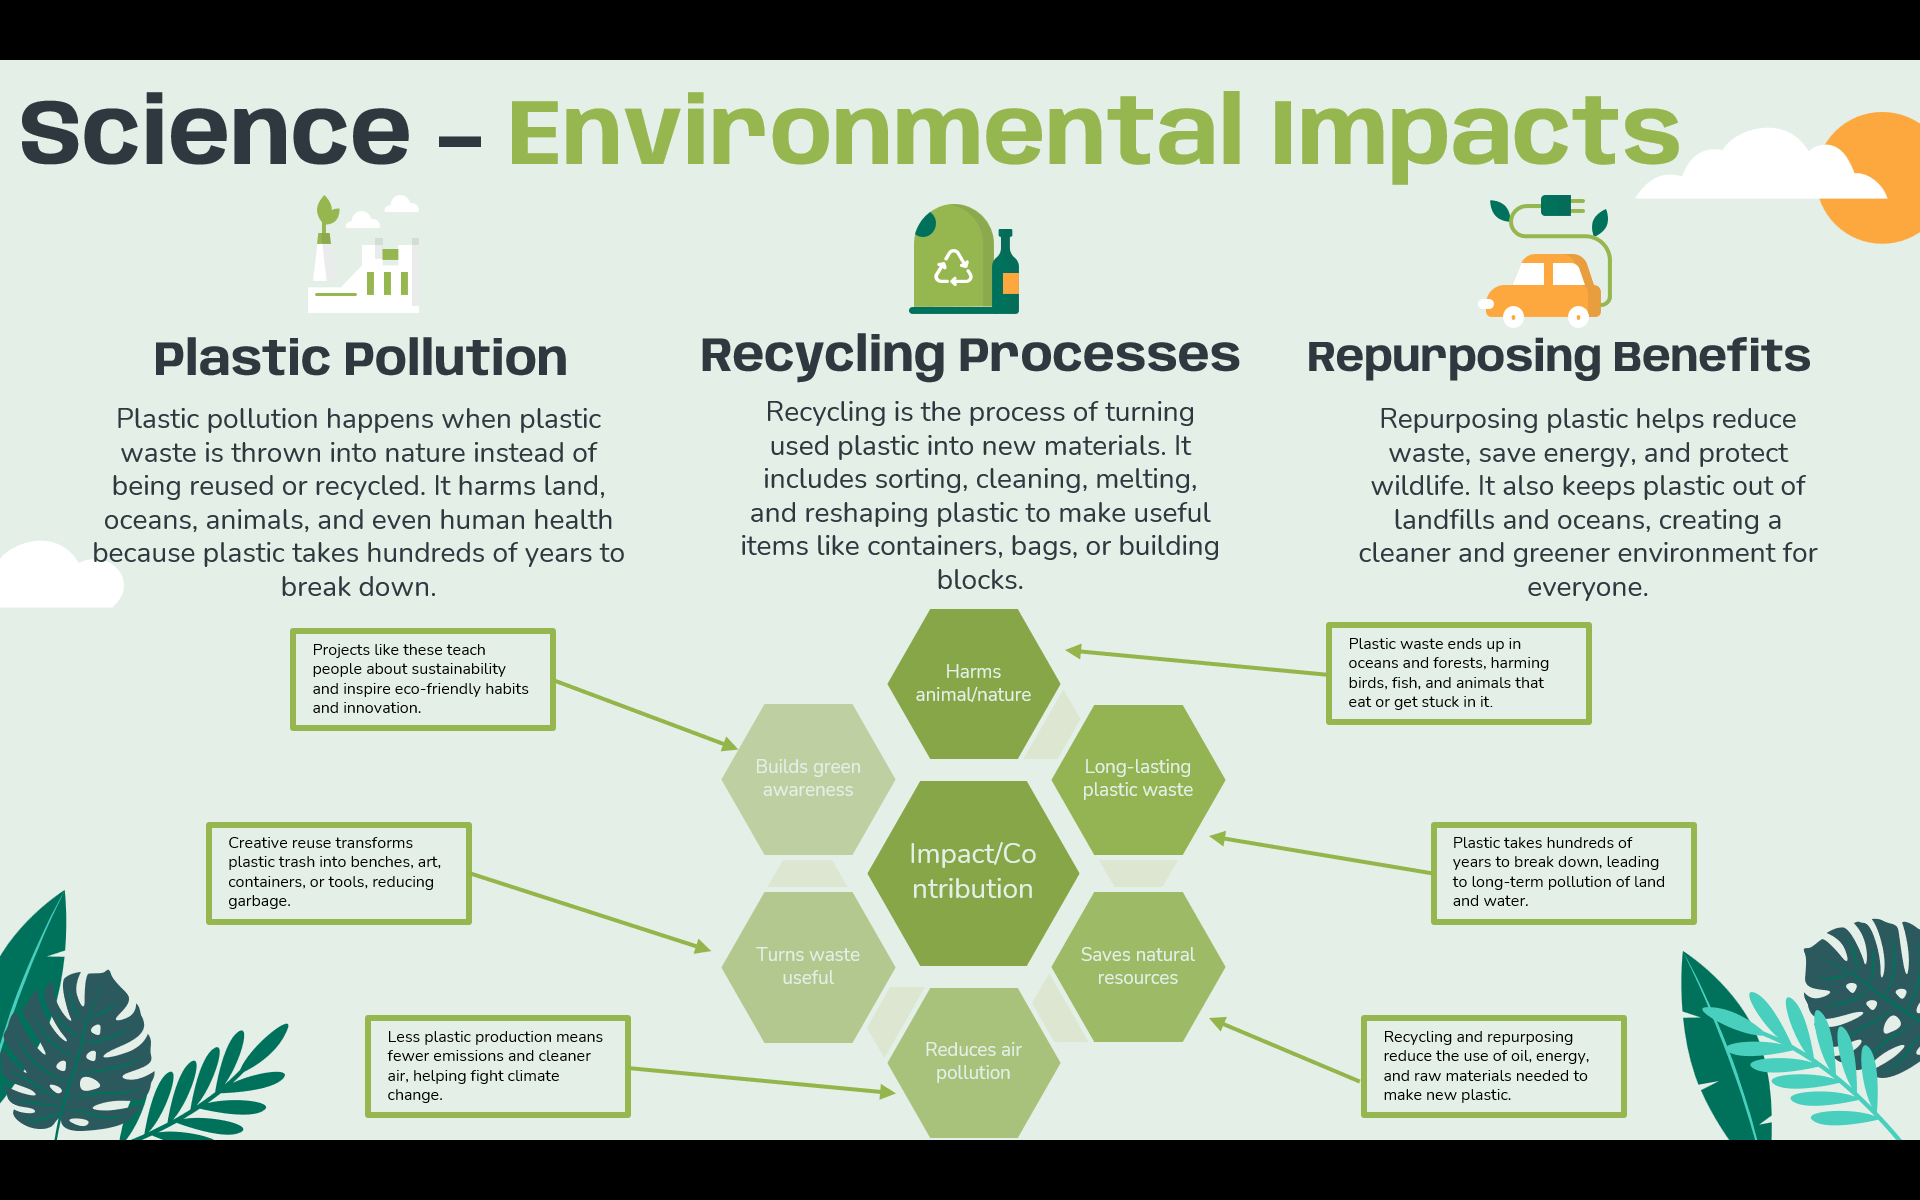 Science – Environmental Impacts
Plastic Pollution
Plastic pollution happens when plastic
waste is thrown into nature instead of
being reused or recycled. It harms land,
oceans, animals, and even human health
because plastic takes hundreds of years to
break down.
Recycling Processes
Recycling is the process of turning
used plastic into new materials. It
includes sorting, cleaning, melting,
and reshaping plastic to make useful
items like containers, bags, or building
blocks.
Repurposing Benefits
Repurposing plastic helps reduce
waste, save energy, and protect
wildlife. It also keeps plastic out of
landfills and oceans, creating a
cleaner and greener environment for
everyone.
Projects like these teach
people about sustainability
and inspire eco-friendly habits
and innovation.
Creative reuse transforms
plastic trash into benches, art,
containers, or tools, reducing
garbage.
Less plastic production means
fewer emissions and cleaner
air, helping fight climate
change.
Harms
animal/nature
Builds green
awareness
Long-lasting
plastic waste
Impact/Co
ntribution
Turns waste
useful
Saves natural
resources
Reduces air
pollution
Plastic waste ends up in
oceans and forests, harming
birds, fish, and animals that
eat or get stuck in it.
Plastic takes hundreds of
years to break down, leading
to long-term pollution of land
and water.
Recycling and repurposing
reduce the use of oil, energy,
and raw materials needed to
make new plastic.